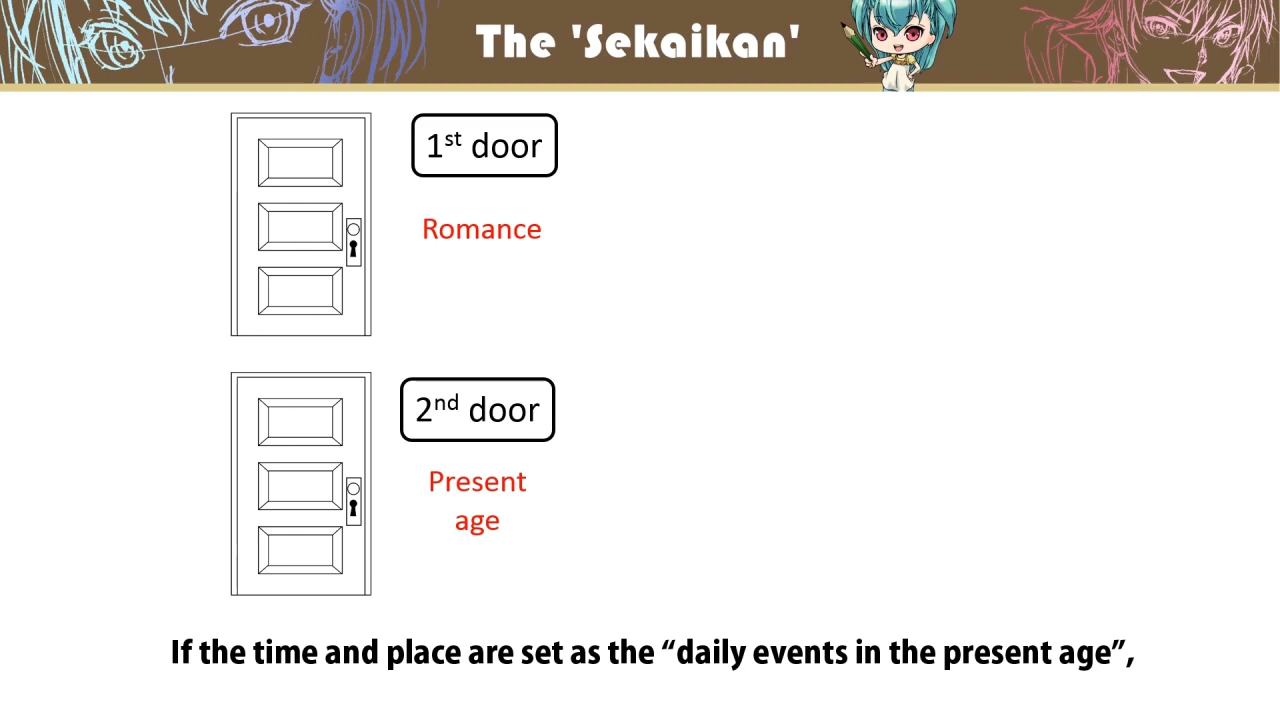 The 'Sekaikan'
1st door
Romance
2nd door
Present
age
If the time and place are set as the “daily events in the present age”,